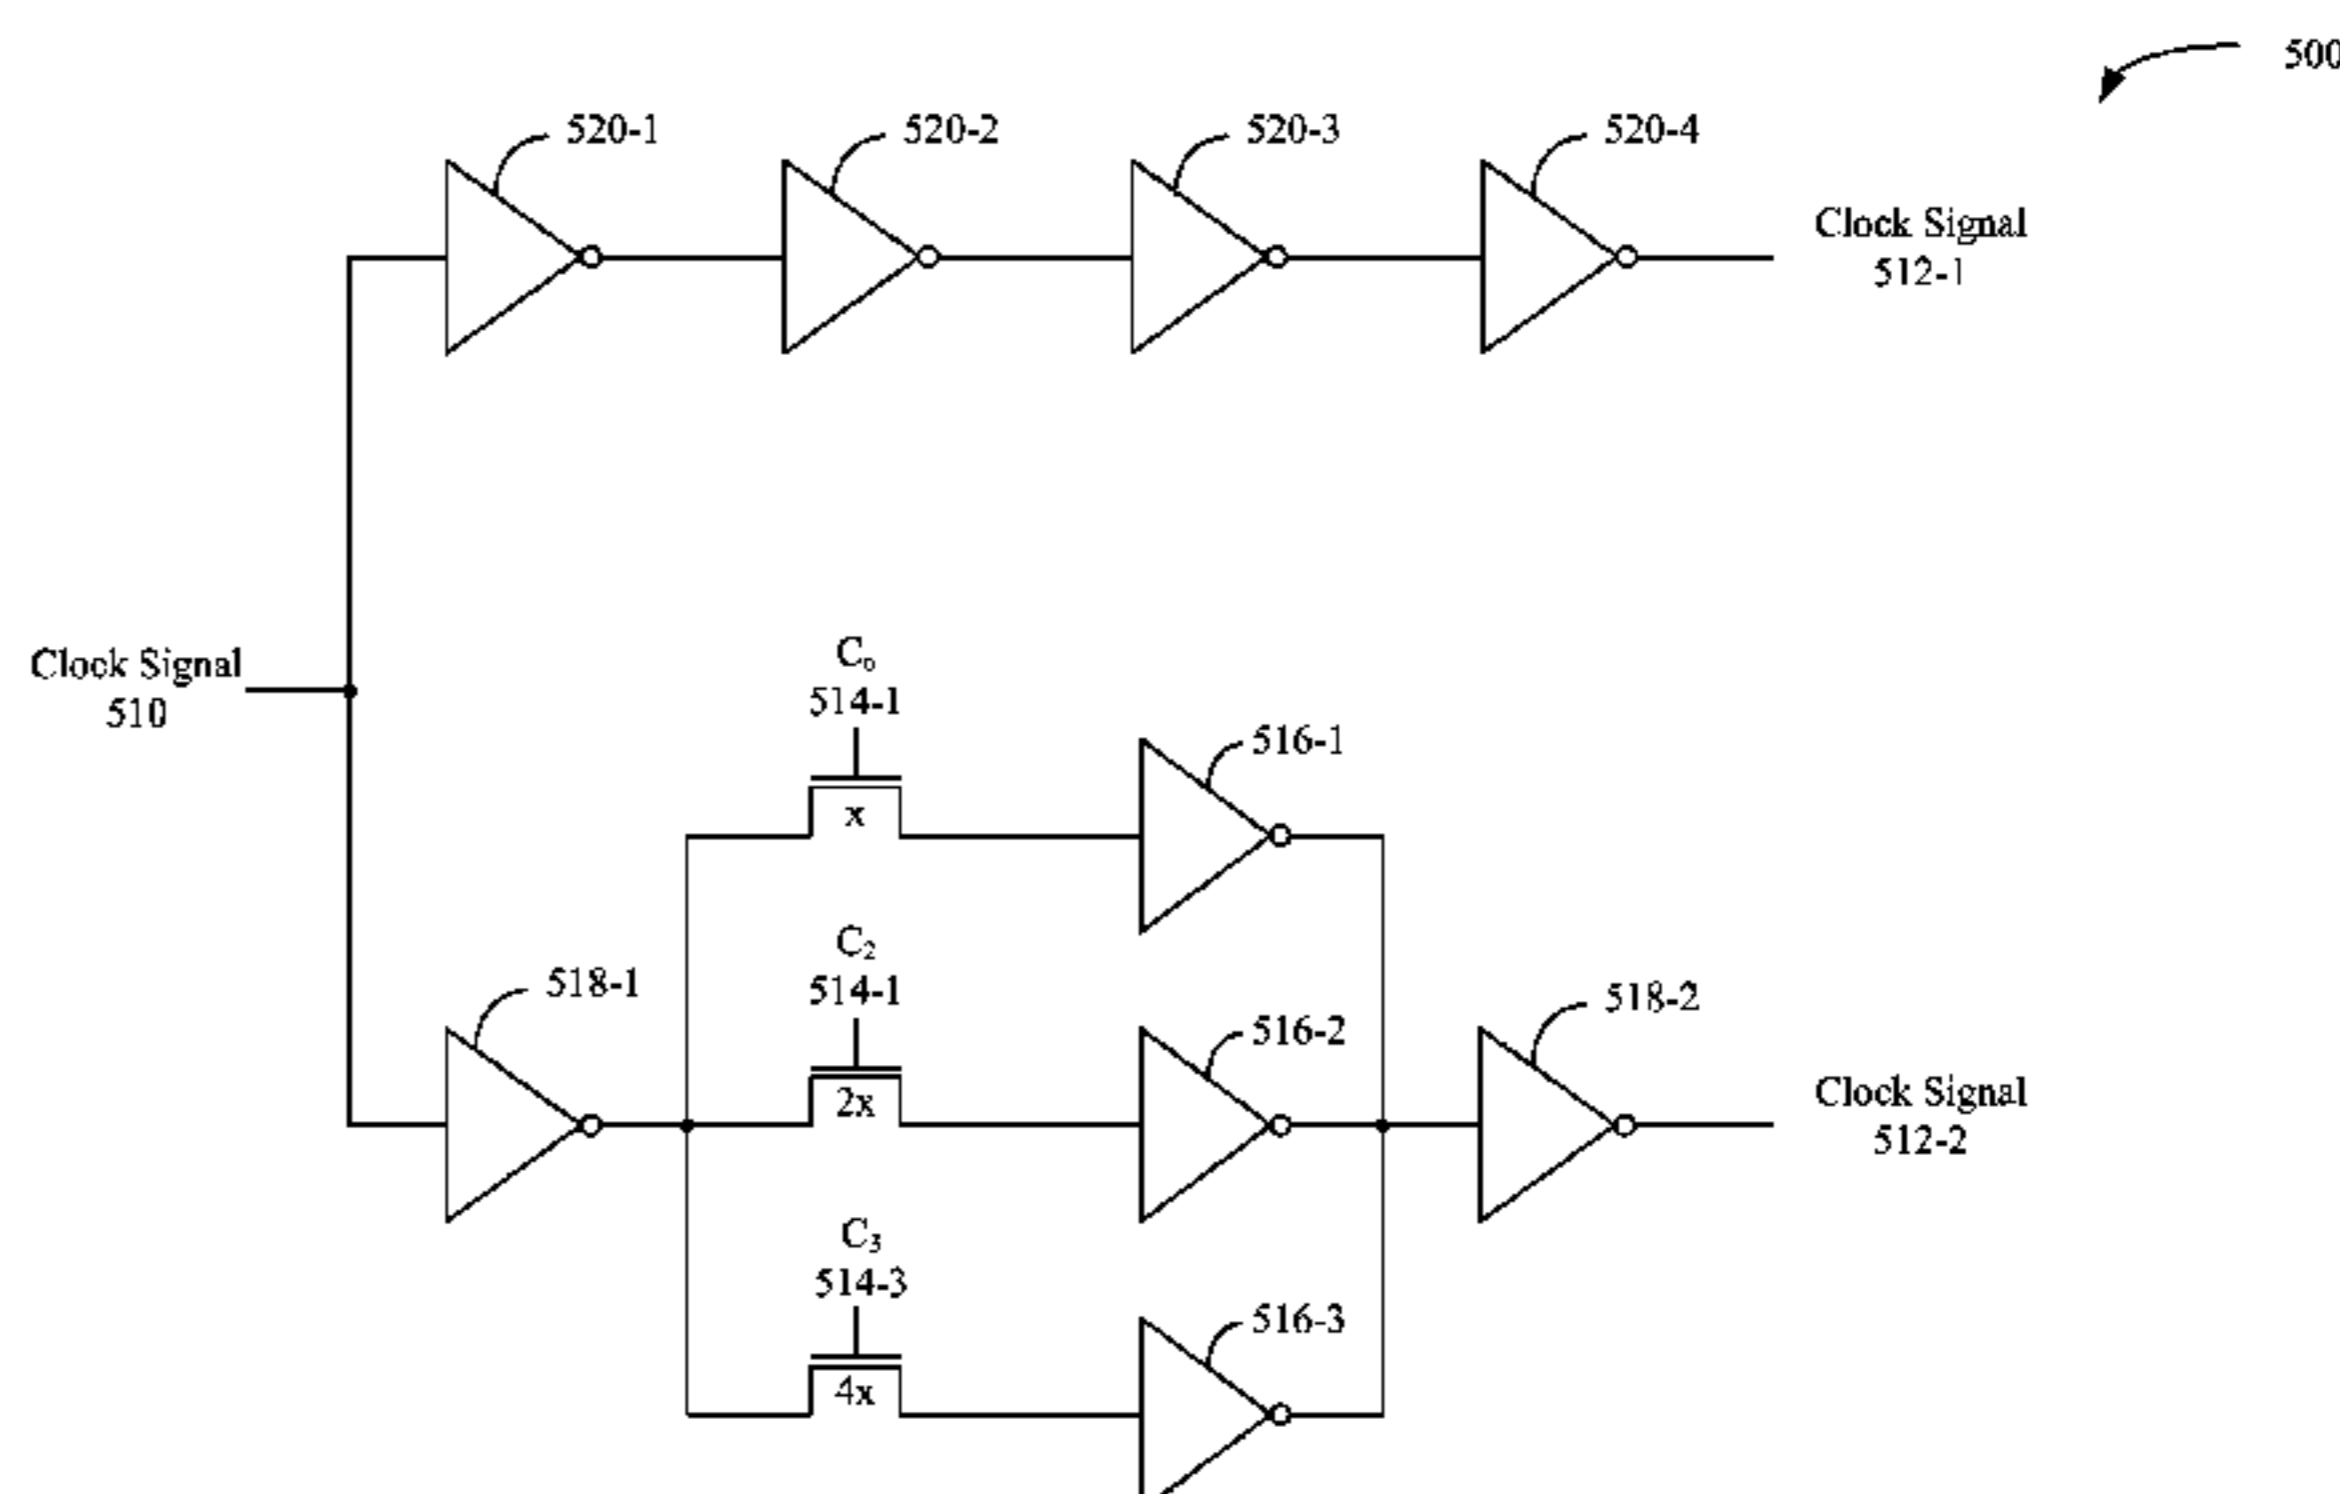 500
520-1
520-2
520-3
520-4
Clock Signal
512-1
Clock Signal
510
C₀
514-1
x
516-1
C₂
514-1
2x
516-2
518-1
518-2
Clock Signal
512-2
C₃
514-3
4x
516-3